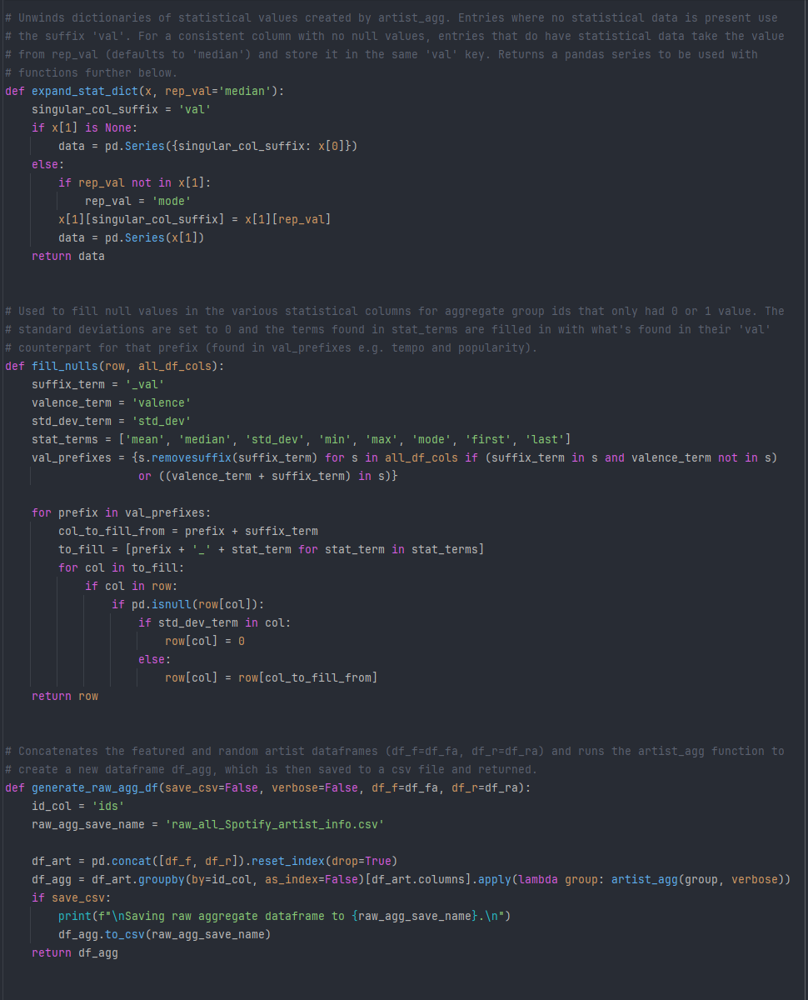 # Unwinds dictionaries of statistical values created by artist_agg. Entries where no statistical data is present use
# the suffix 'val'. For a consistent column with no null values, entries that do have statistical data take the value
# from rep_val (defaults to 'median') and store it in the same 'val' key. Returns a pandas series to be used with
# functions further below.
def expand_stat_dict(x, rep_val='median'):
    singular_col_suffix = 'val'
    if x[1] is None:
        data = pd.Series({singular_col_suffix: x[0]})
    else:
        if rep_val not in x[1]:
            rep_val = 'mode'
        x[1][singular_col_suffix] = x[1][rep_val]
        data = pd.Series(x[1])
    return data


# Used to fill null values in the various statistical columns for aggregate group ids that only had 0 or 1 value. The
# standard deviations are set to 0 and the terms found in stat_terms are filled in with what's found in their 'val'
# counterpart for that prefix (found in val_prefixes e.g. tempo and popularity).
def fill_nulls(row, all_df_cols):
    suffix_term = '_val'
    valence_term = 'valence'
    std_dev_term = 'std_dev'
    stat_terms = ['mean', 'median', 'std_dev', 'min', 'max', 'mode', 'first', 'last']
    val_prefixes = {s.removesuffix(suffix_term) for s in all_df_cols if (suffix_term in s and valence_term not in s)
                    or ((valence_term + suffix_term) in s)}

    for prefix in val_prefixes:
        col_to_fill_from = prefix + suffix_term
        to_fill = [prefix + '_' + stat_term for stat_term in stat_terms]
        for col in to_fill:
            if col in row:
                if pd.isnull(row[col]):
                    if std_dev_term in col:
                        row[col] = 0
                    else:
                        row[col] = row[col_to_fill_from]
    return row


# Concatenates the featured and random artist dataframes (df_f=df_fa, df_r=df_ra) and runs the artist_agg function to
# create a new dataframe df_agg, which is then saved to a csv file and returned.
def generate_raw_agg_df(save_csv=False, verbose=False, df_f=df_fa, df_r=df_ra):
    id_col = 'ids'
    raw_agg_save_name = 'raw_all_Spotify_artist_info.csv'

    df_art = pd.concat([df_f, df_r]).reset_index(drop=True)
    df_agg = df_art.groupby(by=id_col, as_index=False)[df_art.columns].apply(lambda group: artist_agg(group, verbose))
    if save_csv:
        print(f"\nSaving raw aggregate dataframe to {raw_agg_save_name}.\n")
        df_agg.to_csv(raw_agg_save_name)
    return df_agg